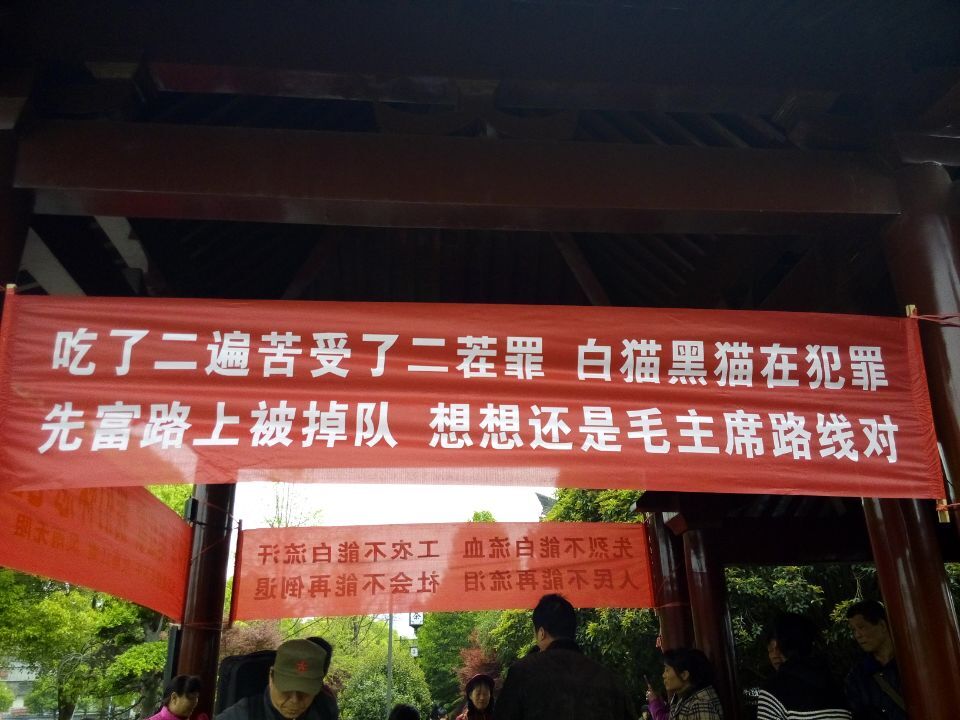 吃了二遍苦受了二茬罪 白猫黑猫在犯罪
先富路上被掉队 想想还是毛主席路线对
先烈不能白流血 工农不能白流汗
人民不能再流泪 社会不能再倒退